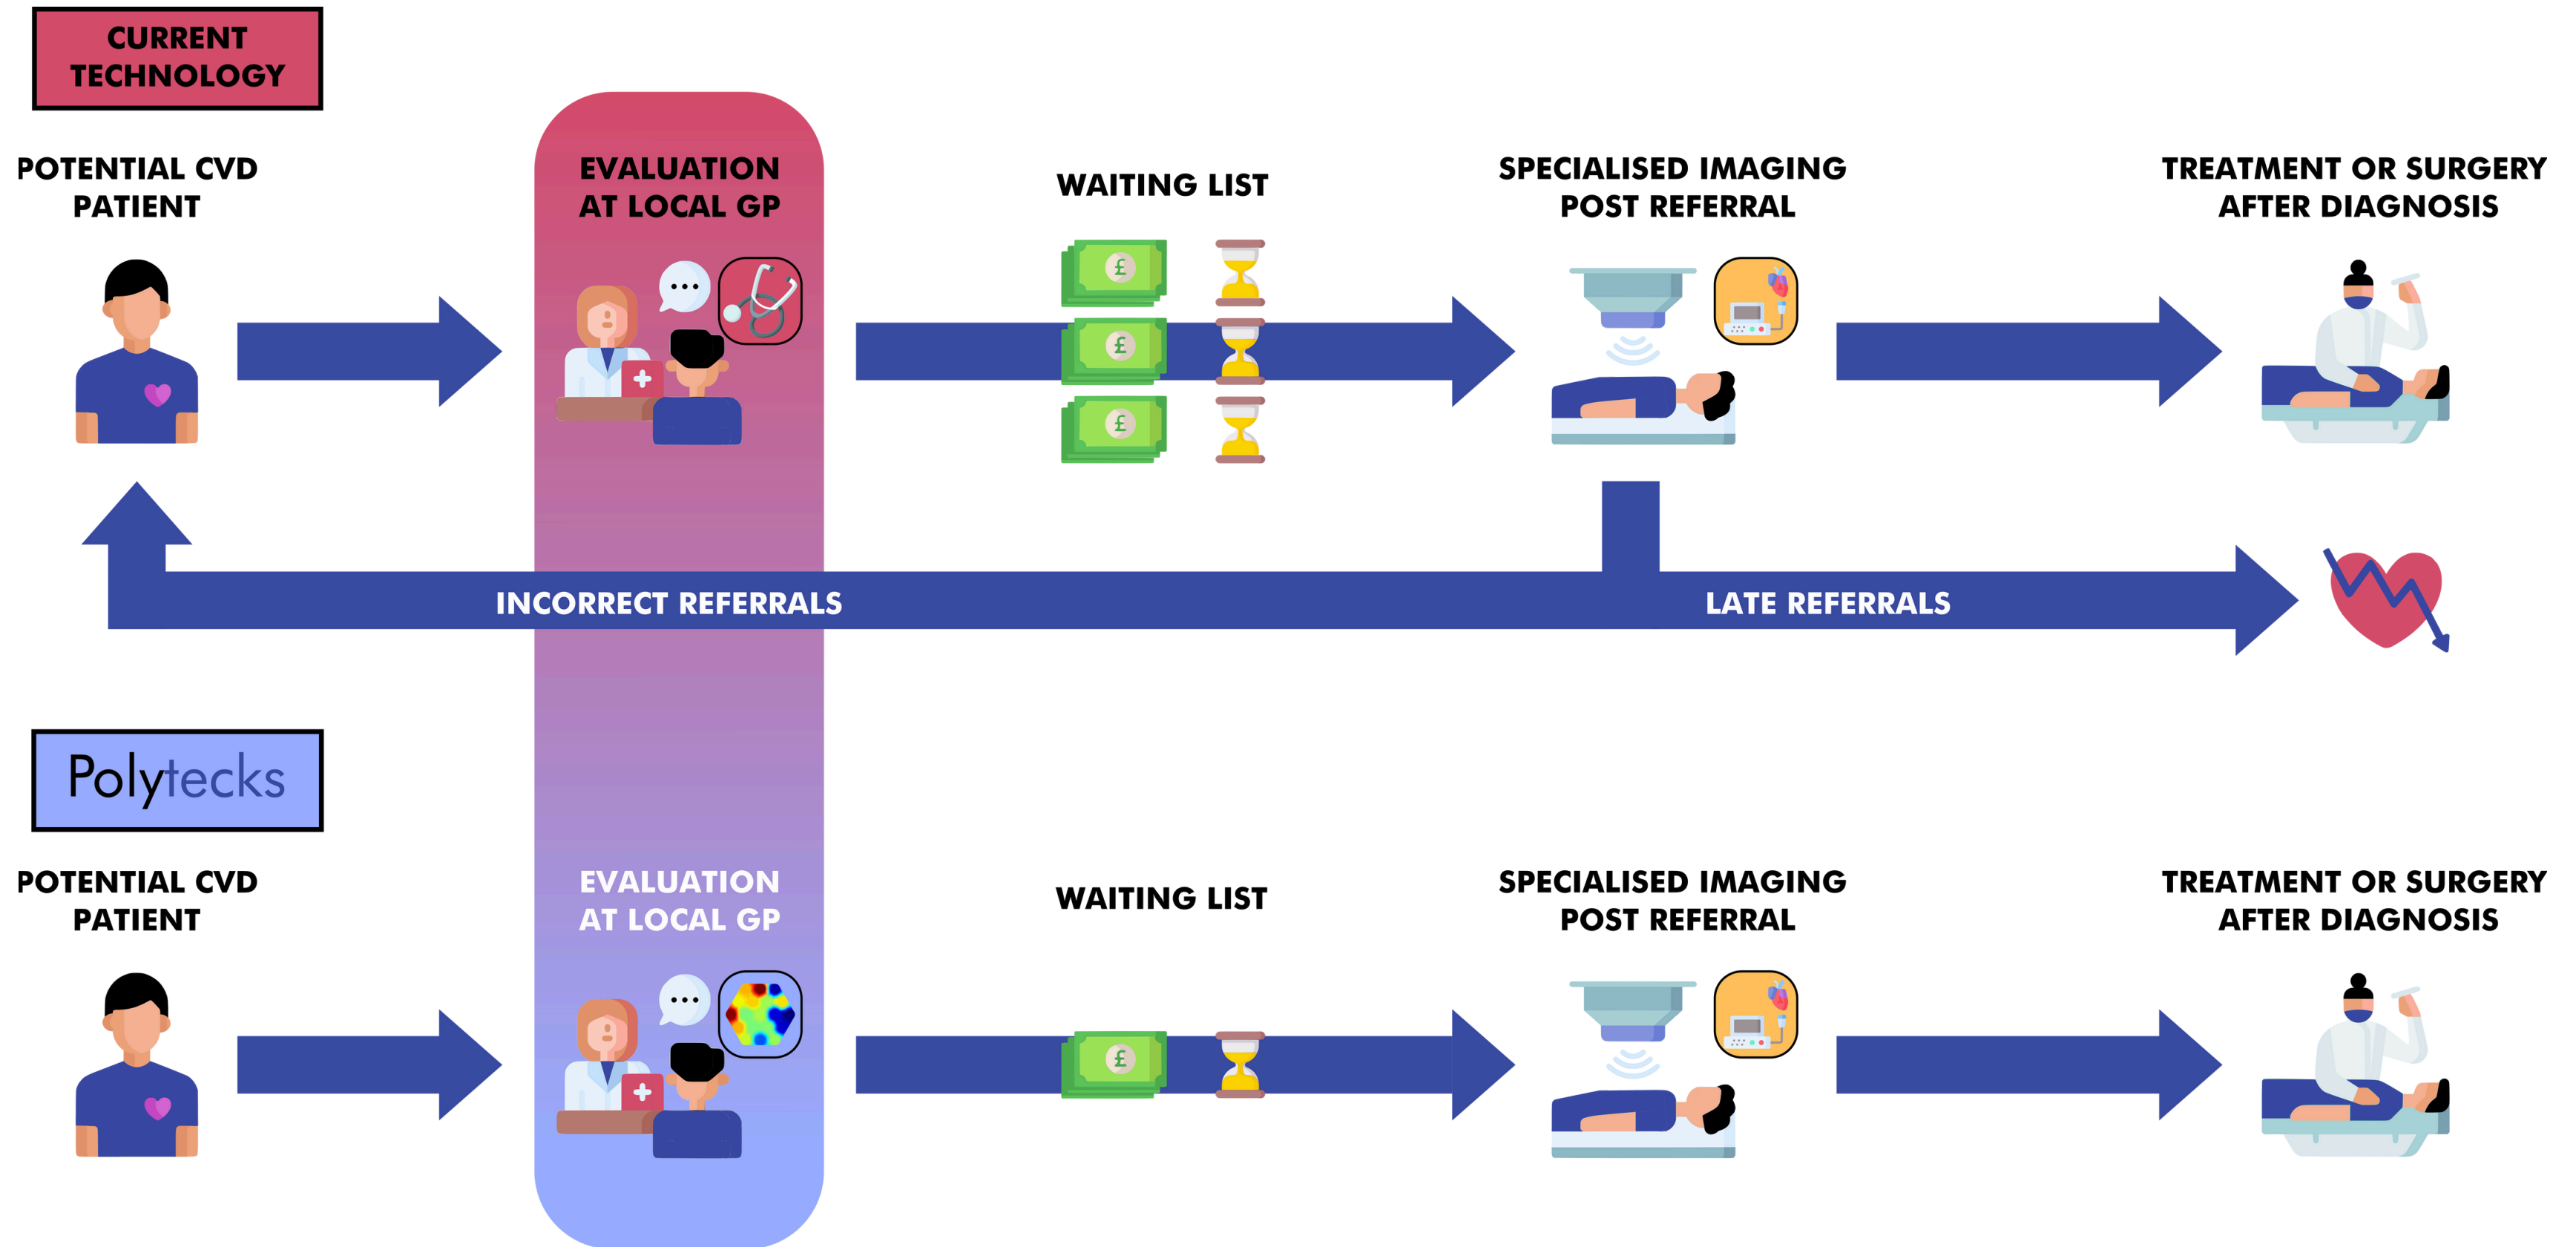 CURRENT
TECHNOLOGY
POTENTIAL CVD
PATIENT
EVALUATION
AT LOCAL GP
WAITING LIST
SPECIALISED IMAGING
POST REFERRAL
TREATMENT OR SURGERY
AFTER DIAGNOSIS
£
£
£
INCORRECT REFERRALS
LATE REFERRALS
Polytecks
POTENTIAL CVD
PATIENT
EVALUATION
AT LOCAL GP
WAITING LIST
SPECIALISED IMAGING
POST REFERRAL
TREATMENT OR SURGERY
AFTER DIAGNOSIS
£